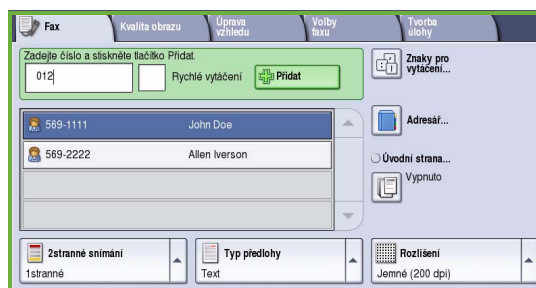 Fax
Kvalita obrazu
Úprava
vzhledu
Volby
faxu
Tvorba
úlohy
Zadejte číslo a stiskněte tlačítko Přidat.
012
Rychlé vytáčení
Přidat
Znaky pro
vytáčení...
569-1111 John Doe
569-2222 Allen Iverson
Adresář...
Úvodní strana...
Vypnuto
2stranné snímání
1stranné
Typ předlohy
Text
Rozlišení
Jemné (200 dpi)